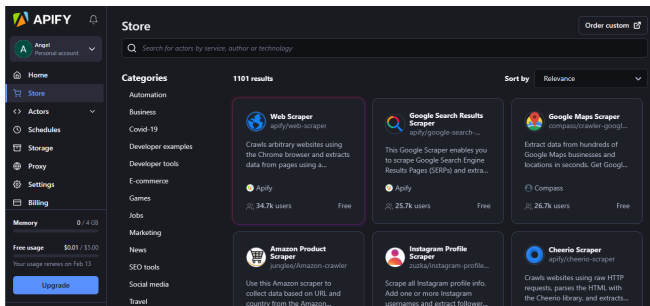 APIFY
A
Angel
Personal account
Home
Store
Actors
Schedules
Storage
Proxy
Settings
Billing
Memory 0 / 4 GB
Free usage $0.01 / $5.00
Your usage renews on Feb 13
Upgrade
Store
Order custom
Search for actors by service, author or technology
Categories
Automation
Business
Covid-19
Developer examples
Developer tools
E-commerce
Games
Jobs
Marketing
News
SEO tools
Social media
Travel
1101 results
Sort by Relevance
Web Scraper
apify/web-scraper
Crawls arbitrary websites using
the Chrome browser and extracts
data from pages using a...
Apify
34.7k users Free
Google Search Results
Scraper
apify/google-search-...
This Google Scraper enables you
to scrape Google Search Engine
Results Pages (SERPs) and extra...
Apify
25.7k users Free
Google Maps Scraper
compass/crawler-googl...
Extract data from hundreds of
Google Maps businesses and
locations in seconds. Get Googl...
Compass
26.7k users Free
Amazon Product
Scraper
junglee/Amazon-crawler
Use this Amazon scraper to
collect data based on URL and
country from the Amazon
Instagram Profile
Scraper
zuzka/instagram-profile...
Scrape all Instagram profile info.
Add one or more Instagram
usernames and extract follower
Cheerio Scraper
apify/cheerio-scraper
Crawls websites using raw HTTP
requests, parses the HTML with
the Cheerio library, and extracts